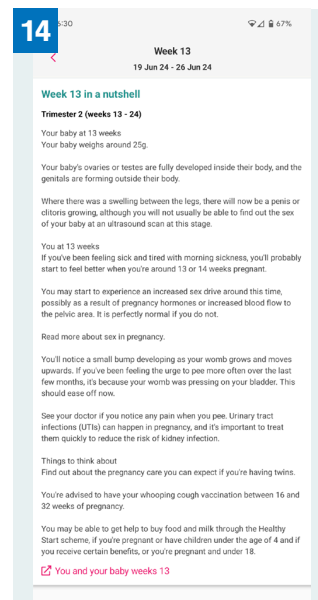 14
5:30
67%
Week 13
19 Jun 24 - 26 Jun 24
Week 13 in a nutshell
Trimester 2 (weeks 13 - 24)
Your baby at 13 weeks
Your baby weighs around 25g.
Your baby's ovaries or testes are fully developed inside their body, and the
genitals are forming outside their body.
Where there was a swelling between the legs, there will now be a penis or
clitoris growing, although you will not usually be able to find out the sex
of your baby at an ultrasound scan at this stage.
You at 13 weeks
If you've been feeling sick and tired with morning sickness, you'll probably
start to feel better when you're around 13 or 14 weeks pregnant.
You may start to experience an increased sex drive around this time,
possibly as a result of pregnancy hormones or increased blood flow to
the pelvic area. It is perfectly normal if you do not.
Read more about sex in pregnancy.
You'll notice a small bump developing as your womb grows and moves
upwards. If you've been feeling the urge to pee more often over the last
few months, it's because your womb was pressing on your bladder. This
should ease off now.
See your doctor if you notice any pain when you pee. Urinary tract
infections (UTIs) can happen in pregnancy, and it's important to treat
them quickly to reduce the risk of kidney infection.
Things to think about
Find out about the pregnancy care you can expect if you're having twins.
You're advised to have your whooping cough vaccination between 16 and
32 weeks of pregnancy.
You may be able to get help to buy food and milk through the Healthy
Start scheme, if you're pregnant or have children under the age of 4 and if
you receive certain benefits, or you're pregnant and under 18.
You and your baby weeks 13